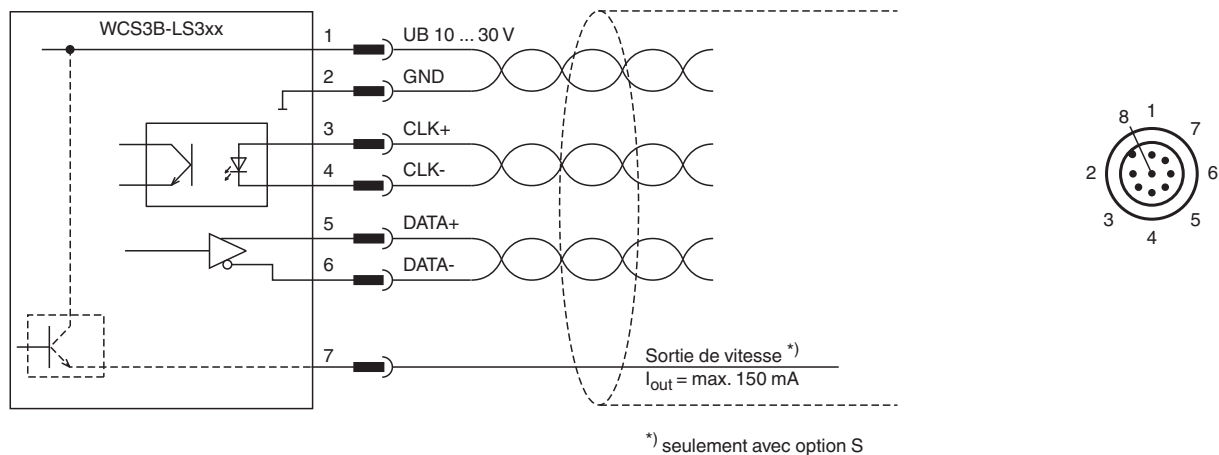 WCS3B-LS3xx
1 UB 10 ... 30 V
2 GND
3 CLK+
4 CLK-
5 DATA+
6 DATA-
7
Sortie de vitesse *)
Iout = max. 150 mA
*) seulement avec option S
8 1 7
2 6
3 5
4